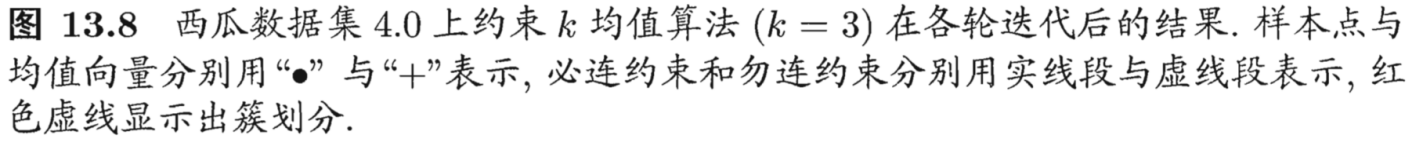 图 13.8 西瓜数据集 4.0 上约束 k 均值算法 (k = 3) 在各轮迭代后的结果. 样本点与
均值向量分别用“●” 与“+”表示, 必连约束和勿连约束分别用实线段与虚线段表示, 红
色虚线显示出簇划分.